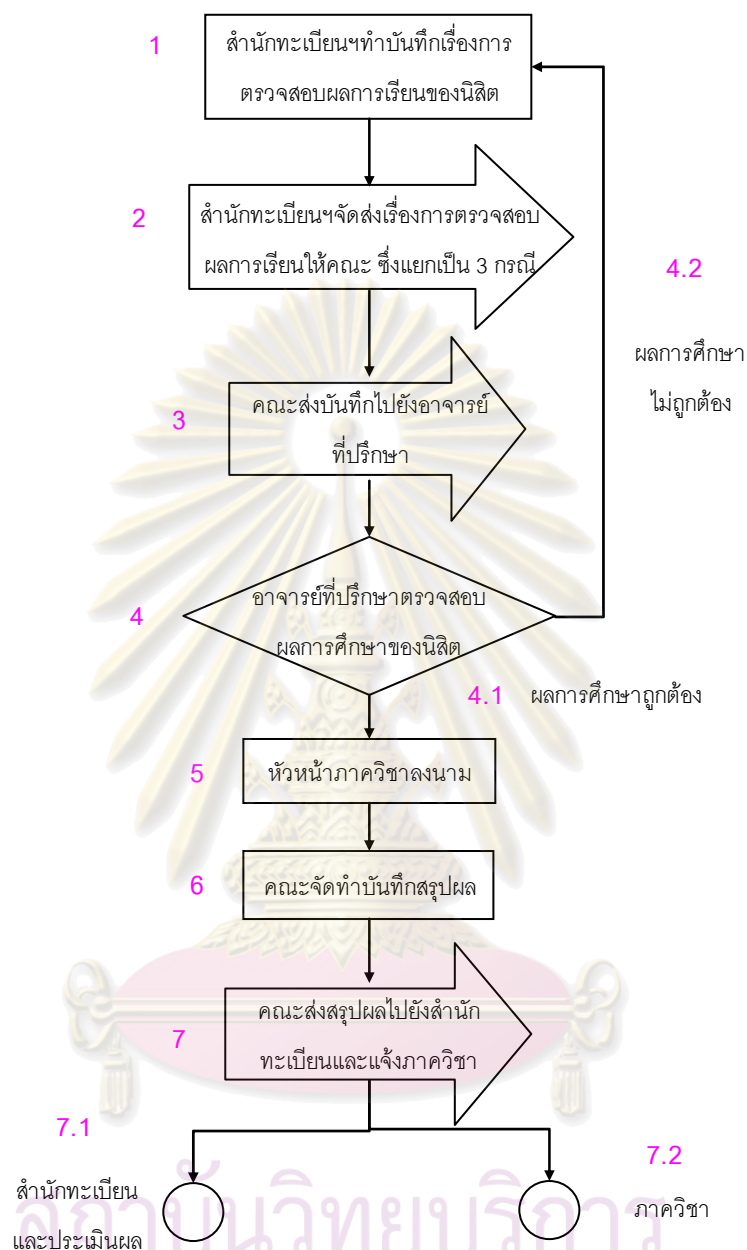 1
สำนักทะเบียนฯทำบันทึกเรื่องการ
ตรวจสอบผลการเรียนของนิสิต
2
สำนักทะเบียนฯจัดส่งเรื่องการตรวจสอบ
ผลการเรียนให้คณะ ซึ่งแยกเป็น 3 กรณี
4.2
ผลการศึกษา
ไม่ถูกต้อง
3
คณะส่งบันทึกไปยังอาจารย์
ที่ปรึกษา
4
อาจารย์ที่ปรึกษาตรวจสอบ
ผลการศึกษาของนิสิต
4.1 ผลการศึกษาถูกต้อง
5
หัวหน้าภาควิชาลงนาม
6
คณะจัดทำบันทึกสรุปผล
7
คณะส่งสรุปผลไปยังสำนัก
ทะเบียนและแจ้งภาควิชา
7.1
สำนักทะเบียน
และประเมินผล
7.2
ภาควิชา
สถาบันวิทยบริการ